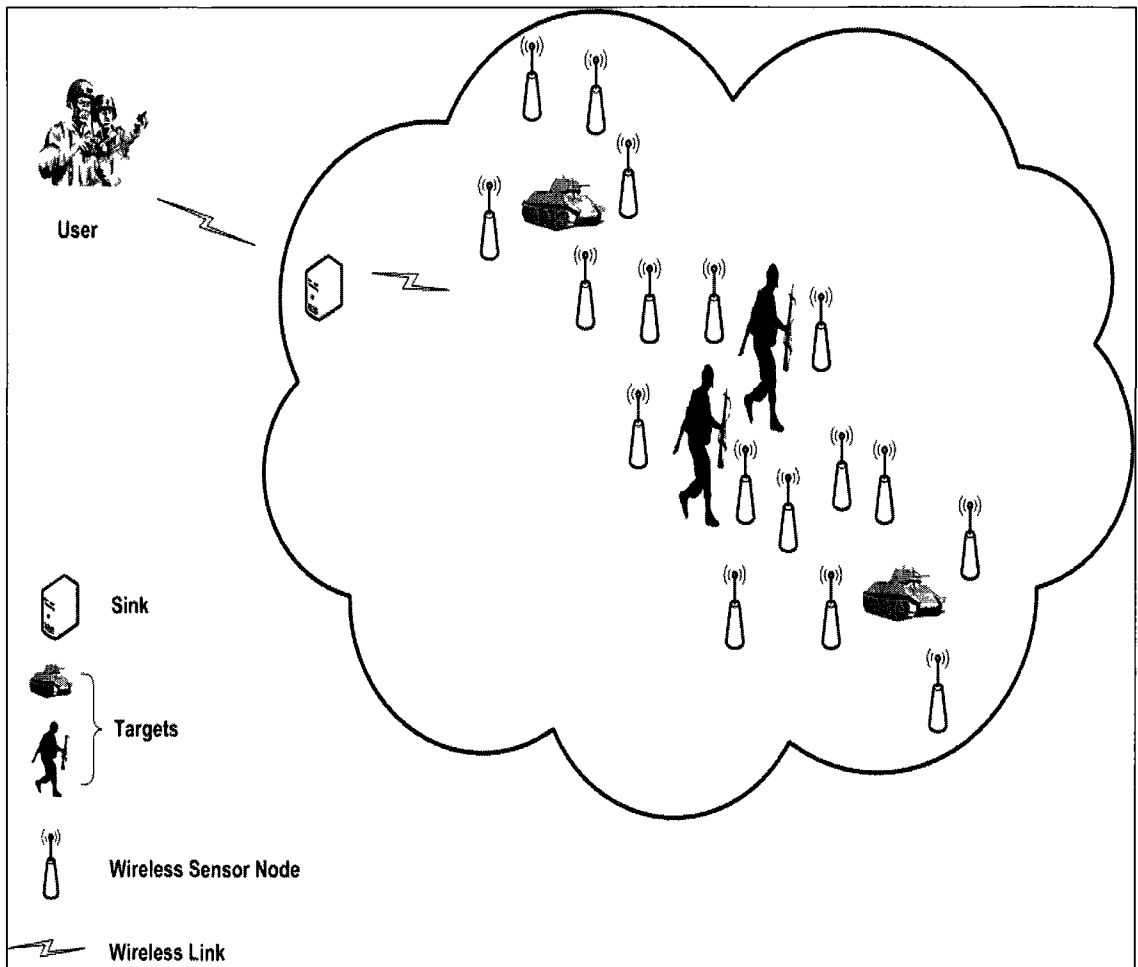 User
Sink
Targets
Wireless Sensor Node
Wireless Link